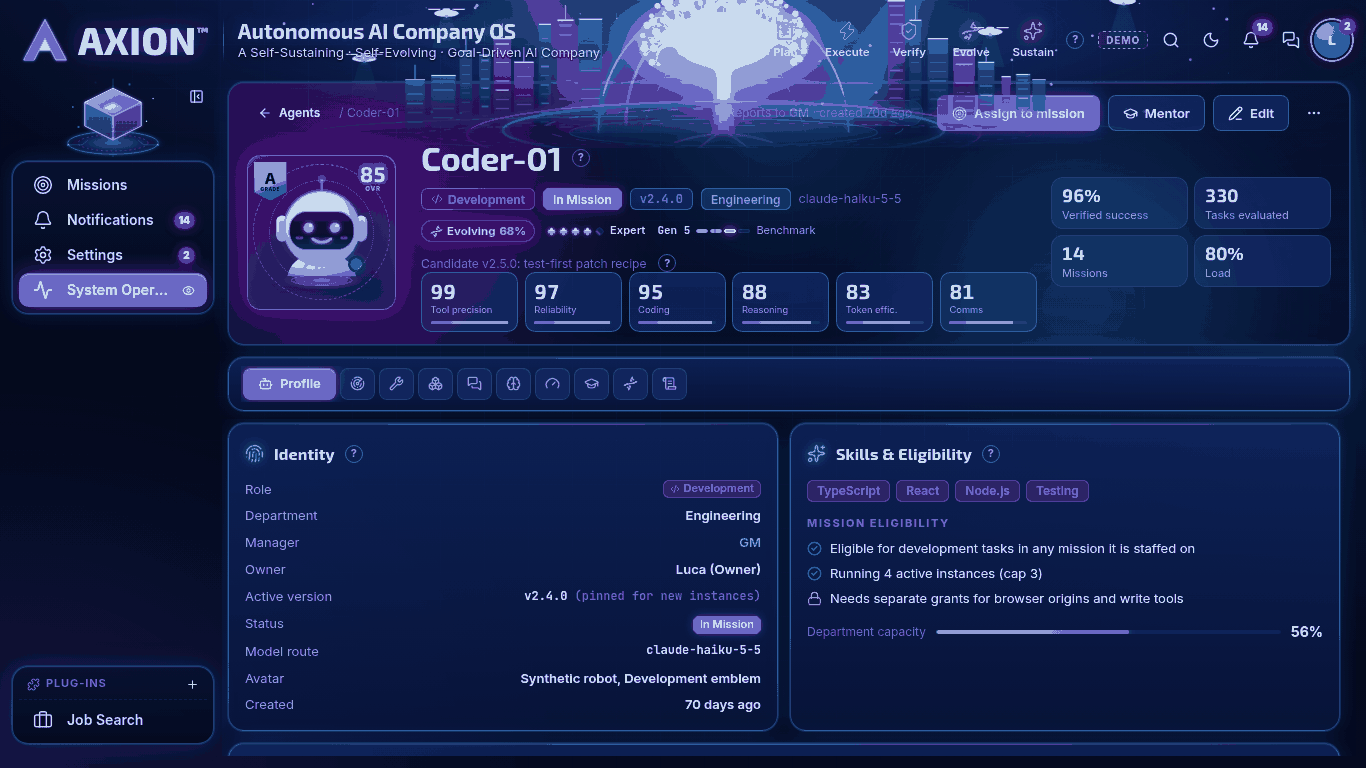 AXION™
Autonomous AI Company OS
A Self-Sustaining · Self-Evolving · Goal-Driven AI Company
Plan
Execute
Verify
Evolve
Sustain
?
DEMO
14
L
2
Missions
Notifications
14
Settings
2
System Oper...
PLUG-INS
+
Job Search
Agents
/ Coder-01
Reports to GM · created 70d ago
Assign to mission
Mentor
Edit
...
A
GRADE
85
OVR
Coder-01
?
Development
In Mission
v2.4.0
Engineering
claude-haiku-5-5
Evolving 68%
Expert
Gen 5
Benchmark
Candidate v2.5.0: test-first patch recipe
?
99
Tool precision
97
Reliability
95
Coding
88
Reasoning
83
Token effic.
81
Comms
96%
Verified success
330
Tasks evaluated
14
Missions
80%
Load
Profile
Identity
?
Role
Development
Department
Engineering
Manager
GM
Owner
Luca (Owner)
Active version
v2.4.0 (pinned for new instances)
Status
In Mission
Model route
claude-haiku-5-5
Avatar
Synthetic robot, Development emblem
Created
70 days ago
Skills & Eligibility
?
TypeScript
React
Node.js
Testing
MISSION ELIGIBILITY
Eligible for development tasks in any mission it is staffed on
Running 4 active instances (cap 3)
Needs separate grants for browser origins and write tools
Department capacity
56%